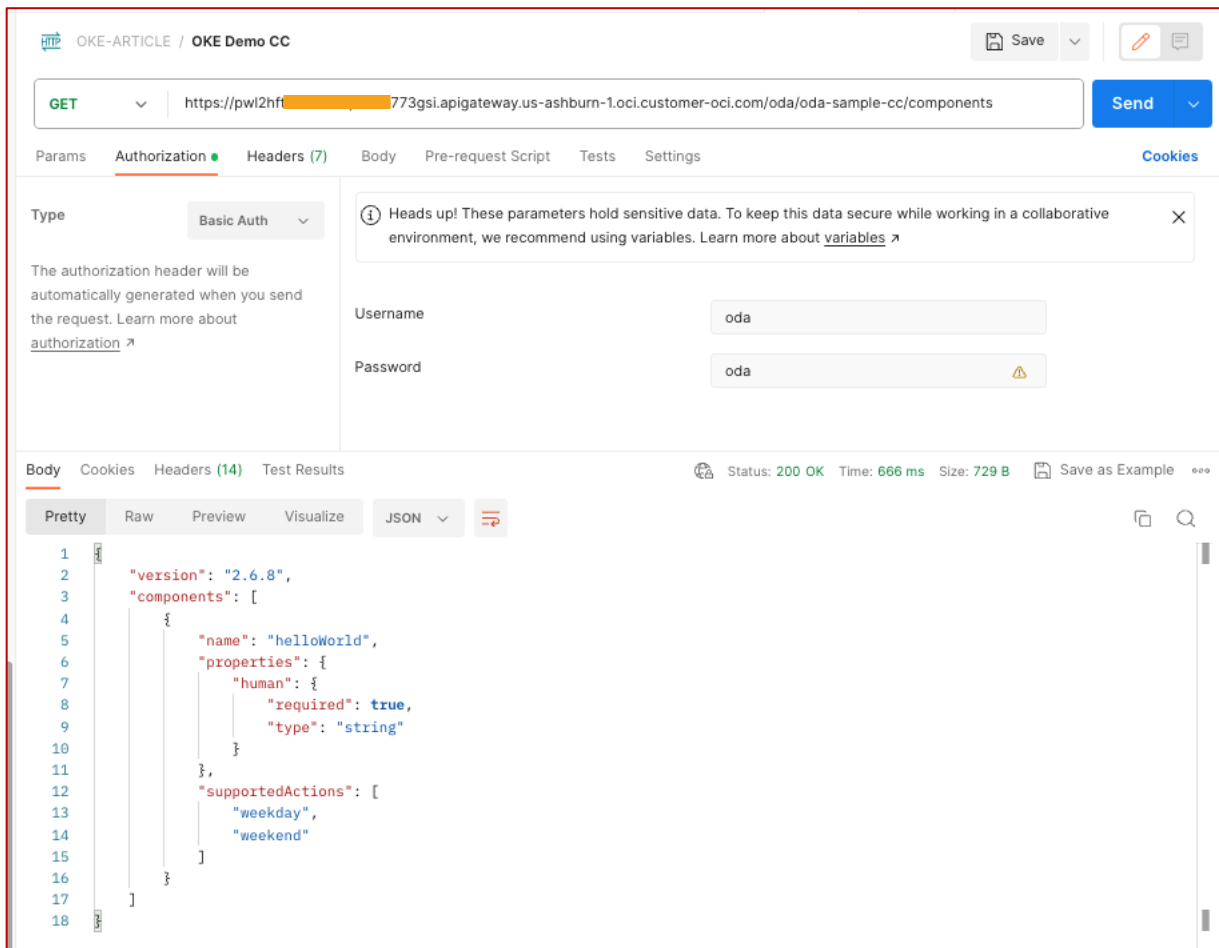 HTTP OKE-ARTICLE / OKE Demo CC Save
GET https://pwl2hft 773gsi.apigateway.us-ashburn-1.oci.customer-oci.com/oda/oda-sample-cc/components Send
Params Authorization Headers (7) Body Pre-request Script Tests Settings Cookies
Type Basic Auth
The authorization header will be
automatically generated when you send
the request. Learn more about
authorization ↗
Heads up! These parameters hold sensitive data. To keep this data secure while working in a collaborative
environment, we recommend using variables. Learn more about variables ↗
Username oda
Password oda
Body Cookies Headers (14) Test Results Status: 200 OK Time: 666 ms Size: 729 B Save as Example
Pretty Raw Preview Visualize JSON
1 {
2 "version": "2.6.8",
3 "components": [
4 {
5 "name": "helloWorld",
6 "properties": {
7 "human": {
8 "required": true,
9 "type": "string"
10 }
11 },
12 "supportedActions": [
13 "weekday",
14 "weekend"
15 ]
16 }
17 ]
18 }